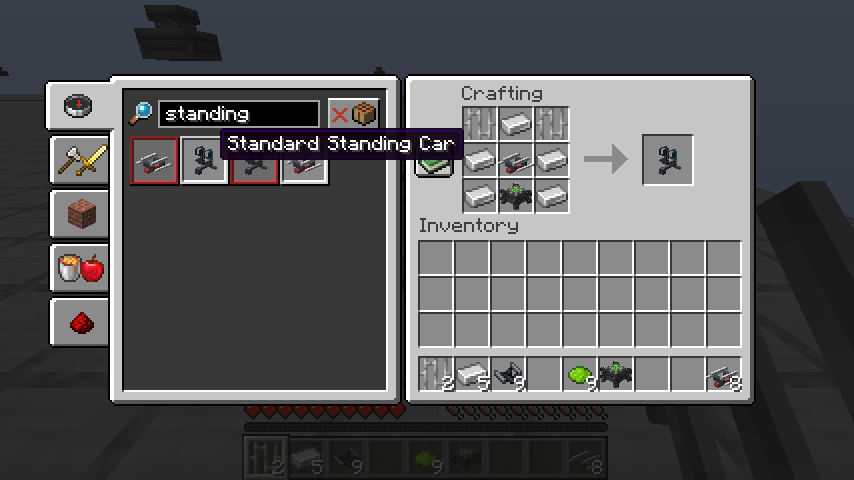 Crafting
standing
Standard Standing Car
Inventory
2 5 9 9 8
2 5 9 9 8